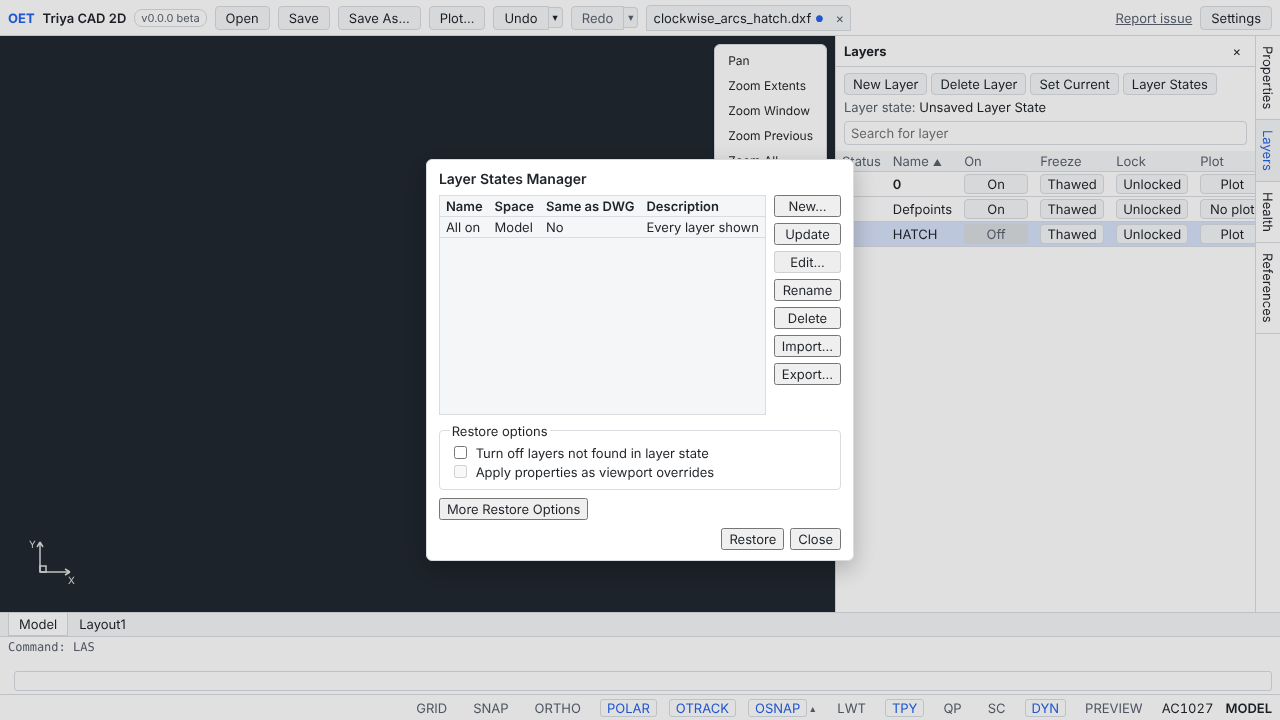 OET Triya CAD 2D v0.0.0 beta Open Save Save As... Plot... Undo ▾ Redo ▾ clockwise_arcs_hatch.dxf ● × Report issue Settings
Pan
Zoom Extents
Zoom Window
Zoom Previous
Layers ×
New Layer Delete Layer Set Current Layer States
Layer state: Unsaved Layer State
Search for layer
Status Name ▲ On Freeze Lock Plot
0 On Thawed Unlocked Plot
Defpoints On Thawed Unlocked No plot
HATCH Off Thawed Unlocked Plot
Properties
Layers
Health
References
Layer States Manager
Name Space Same as DWG Description
All on Model No Every layer shown
New...
Update
Edit...
Rename
Delete
Import...
Export...
Restore options
Turn off layers not found in layer state
Apply properties as viewport overrides
More Restore Options
Restore Close
Y
X
Model Layout1
Command: LAS
GRID SNAP ORTHO POLAR OTRACK OSNAP ▴ LWT TPY QP SC DYN PREVIEW AC1027 MODEL